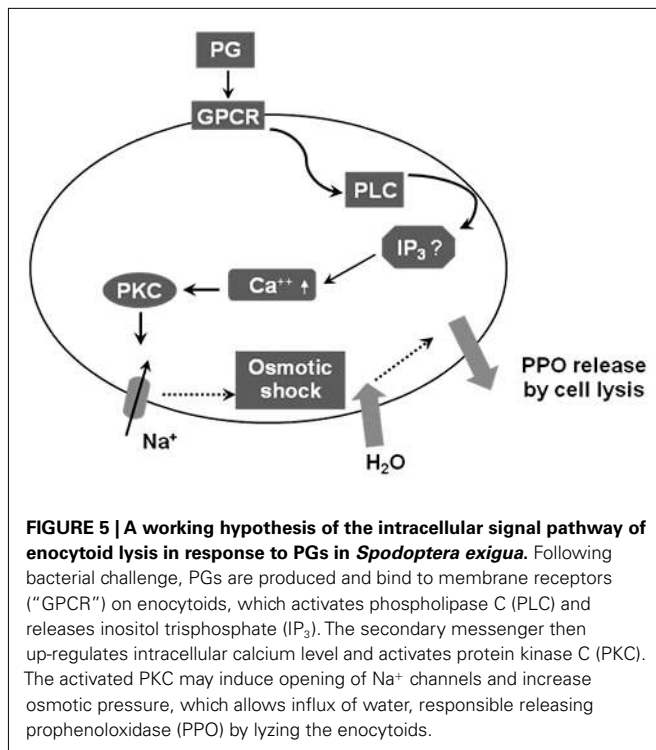 PG
GPCR
PLC
IP₃ ?
Ca⁺⁺ ↑
PKC
Osmotic
shock
PPO release
by cell lysis
Na⁺
H₂O
FIGURE 5 | A working hypothesis of the intracellular signal pathway of
enocytoid lysis in response to PGs in Spodoptera exigua. Following
bacterial challenge, PGs are produced and bind to membrane receptors
(“GPCR”) on enocytoids, which activates phospholipase C (PLC) and
releases inositol trisphosphate (IP₃). The secondary messenger then
up-regulates intracellular calcium level and activates protein kinase C (PKC).
The activated PKC may induce opening of Na⁺ channels and increase
osmotic pressure, which allows influx of water, responsible releasing
prophenoloxidase (PPO) by lyzing the enocytoids.